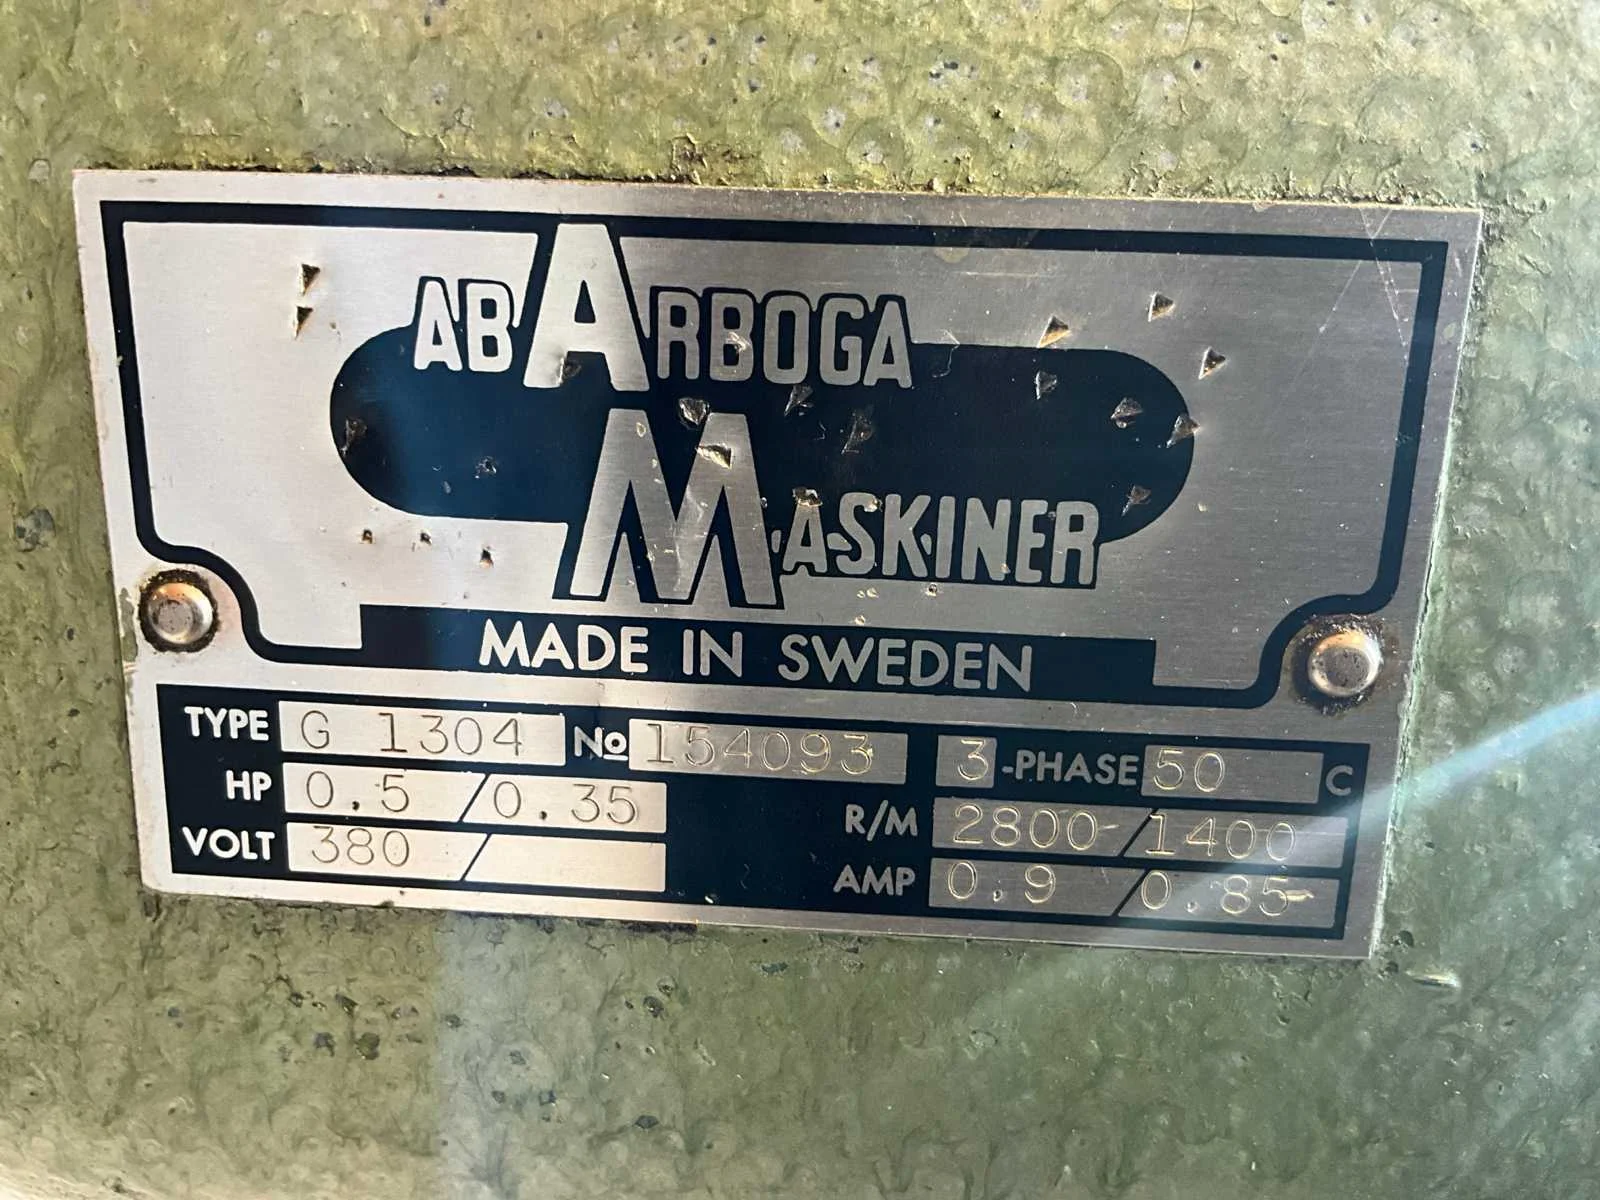 AB ARBOGA
MASKINER
MADE IN SWEDEN
TYPE G 1304 No 154093 3-PHASE 50 C
HP 0.5/0.35 R/M 2800/1400
VOLT 380/ AMP 0.9/0.85